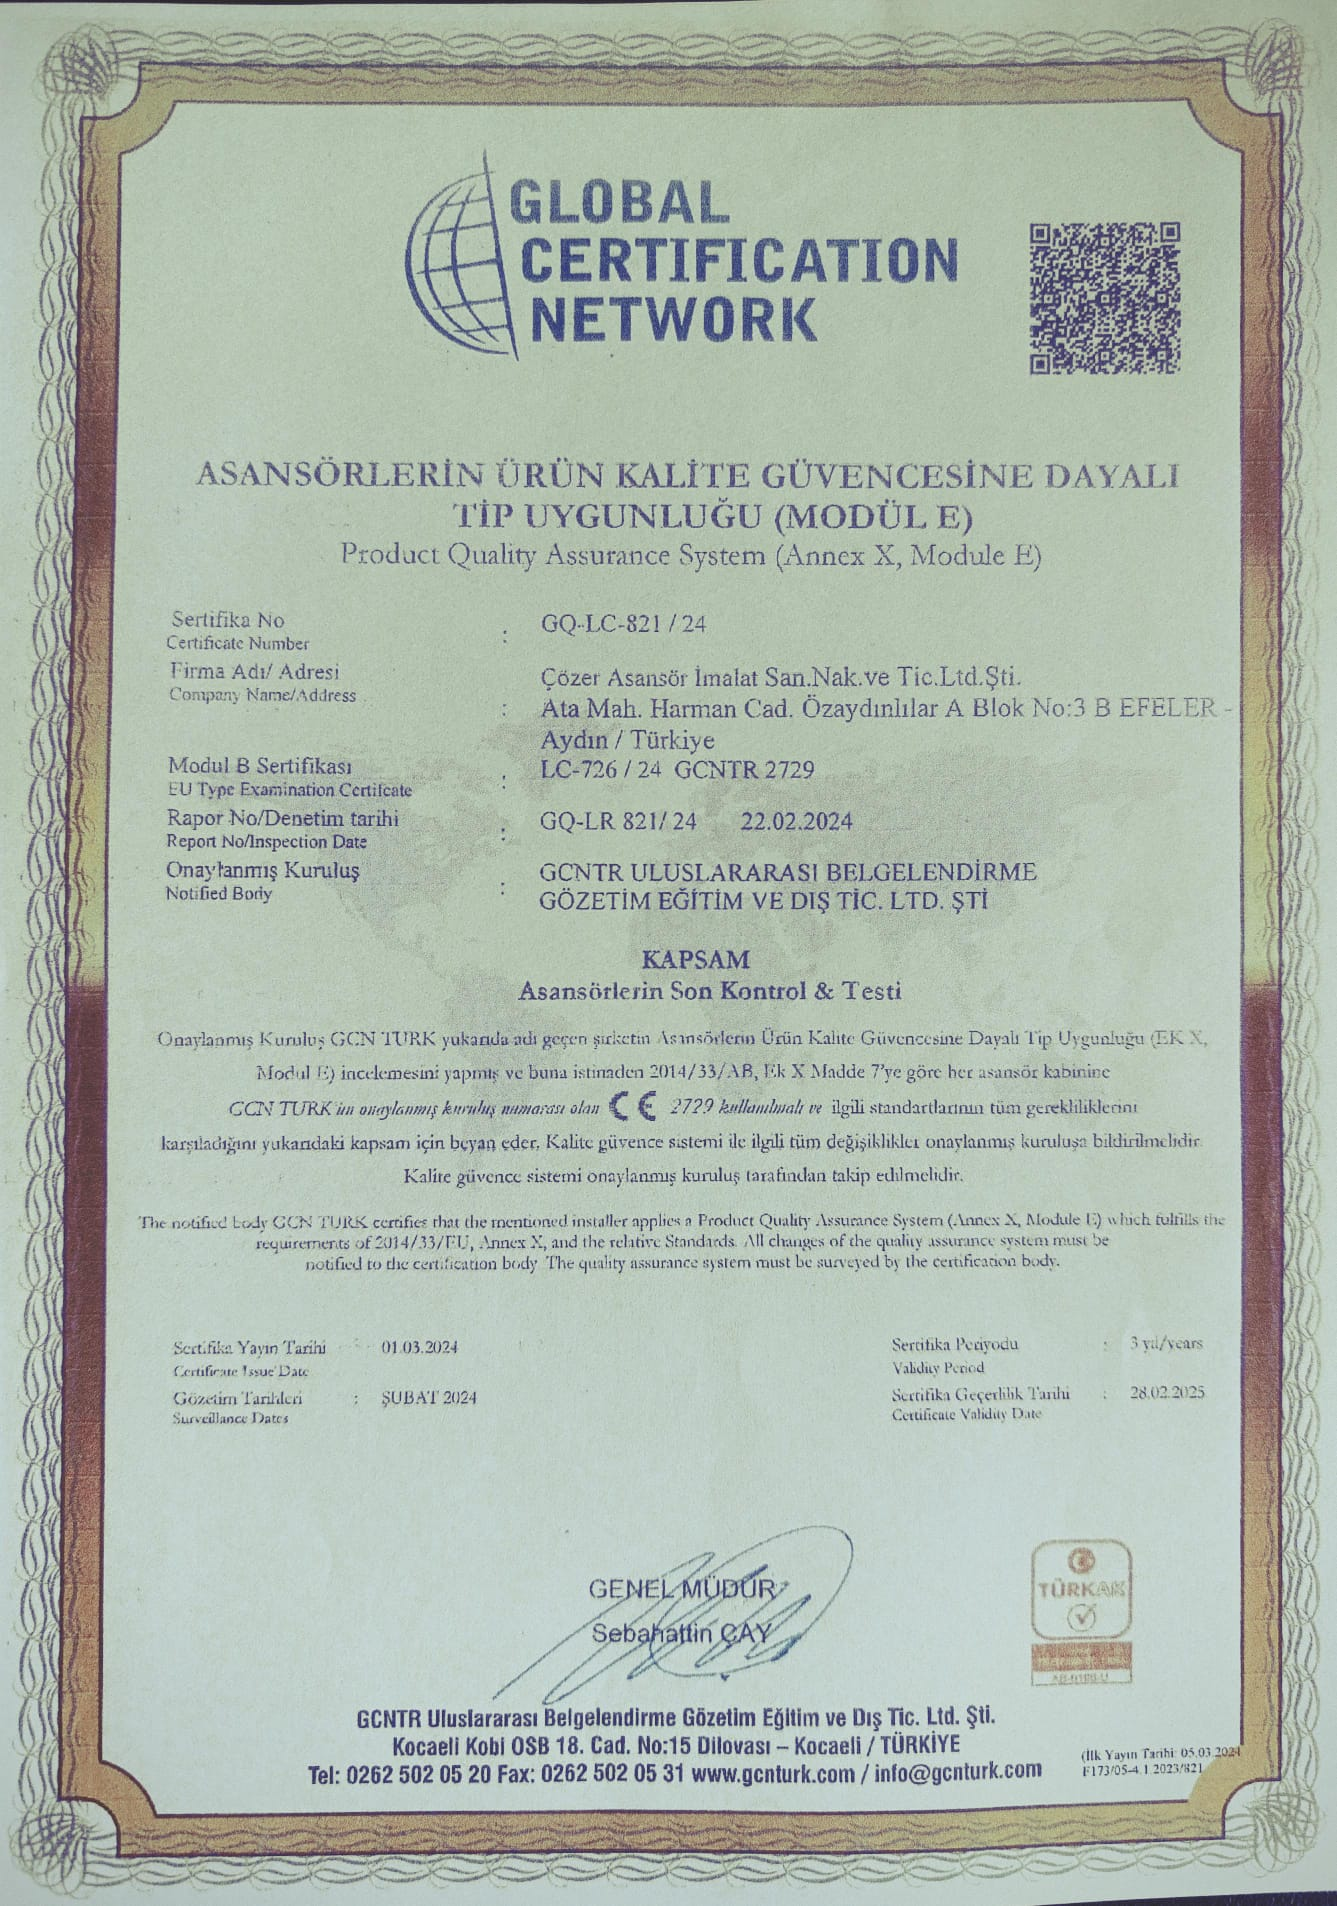 GLOBAL
CERTIFICATION
NETWORK
ASANSÖRLERİN ÜRÜN KALİTE GÜVENCESİNE DAYALI
TİP UYGUNLUĞU (MODÜL E)
Product Quality Assurance System (Annex X, Module E)
Sertifika No
Certificate Number
: GQ-LC-821 / 24
Firma Adı/ Adresi
Company Name/Address
: Çözer Asansör İmalat San.Nak.ve Tic.Ltd.Şti.
Ata Mah. Harman Cad. Özaydınlılar A Blok No:3 B EFELER -
Aydın / Türkiye
Modul B Sertifikası
EU Type Examination Certifcate
: LC-726 / 24 GCNTR 2729
Rapor No/Denetim tarihi
Report No/Inspection Date
: GQ-LR 821/ 24 22.02.2024
Onaylanmış Kuruluş
Notified Body
: GCNTR ULUSLARARASI BELGELENDİRME
GÖZETİM EĞİTİM VE DIŞ TİC. LTD. ŞTİ
KAPSAM
Asansörlerin Son Kontrol & Testi
Onaylanmış Kuruluş GCN TURK yukarıda adı geçen şirketin Asansörlerin Ürün Kalite Güvencesine Dayalı Tip Uygunluğu (EK X,
Modul E) incelemesini yapmış ve buna istinaden 2014/33/AB, Ek X Madde 7'ye göre her asansör kabinine
GCN TURK'ün onaylanmış kuruluş numarası olan CE 2729 kullanılmalı ve ilgili standartlarının tüm gerekliliklerini
karşıladığını yukarıdaki kapsam için beyan eder. Kalite güvence sistemi ile ilgili tüm değişiklikler onaylanmış kuruluşa bildirilmelidir.
Kalite güvence sistemi onaylanmış kuruluş tarafından takip edilmelidir.
The notified body GCN TURK certifies that the mentioned installer applies a Product Quality Assurance System (Annex X, Module E) which fulfills the
requirements of 2014/33/EU, Annex X, and the relative Standards. All changes of the quality assurance system must be
notified to the certification body. The quality assurance system must be surveyed by the certification body.
Sertifika Yayın Tarihi : 01.03.2024
Certificate Issue Date
Gözetim Tarihleri : ŞUBAT 2024
Surveillance Dates
Sertifika Periyodu : 3 yıl/years
Validity Period
Sertifika Geçerlilik Tarihi : 28.02.2025
Certificate Validity Date
GENEL MÜDÜR
Sebahattin ÇAY
TÜRKAK
GCNTR Uluslararası Belgelendirme Gözetim Eğitim ve Dış Tic. Ltd. Şti.
Kocaeli Kobi OSB 18. Cad. No:15 Dilovası – Kocaeli / TÜRKİYE
Tel: 0262 502 05 20 Fax: 0262 502 05 31 www.gcnturk.com / info@gcnturk.com
(İlk Yayın Tarihi: 05.03.2024
F173/05-4.1.2023/821